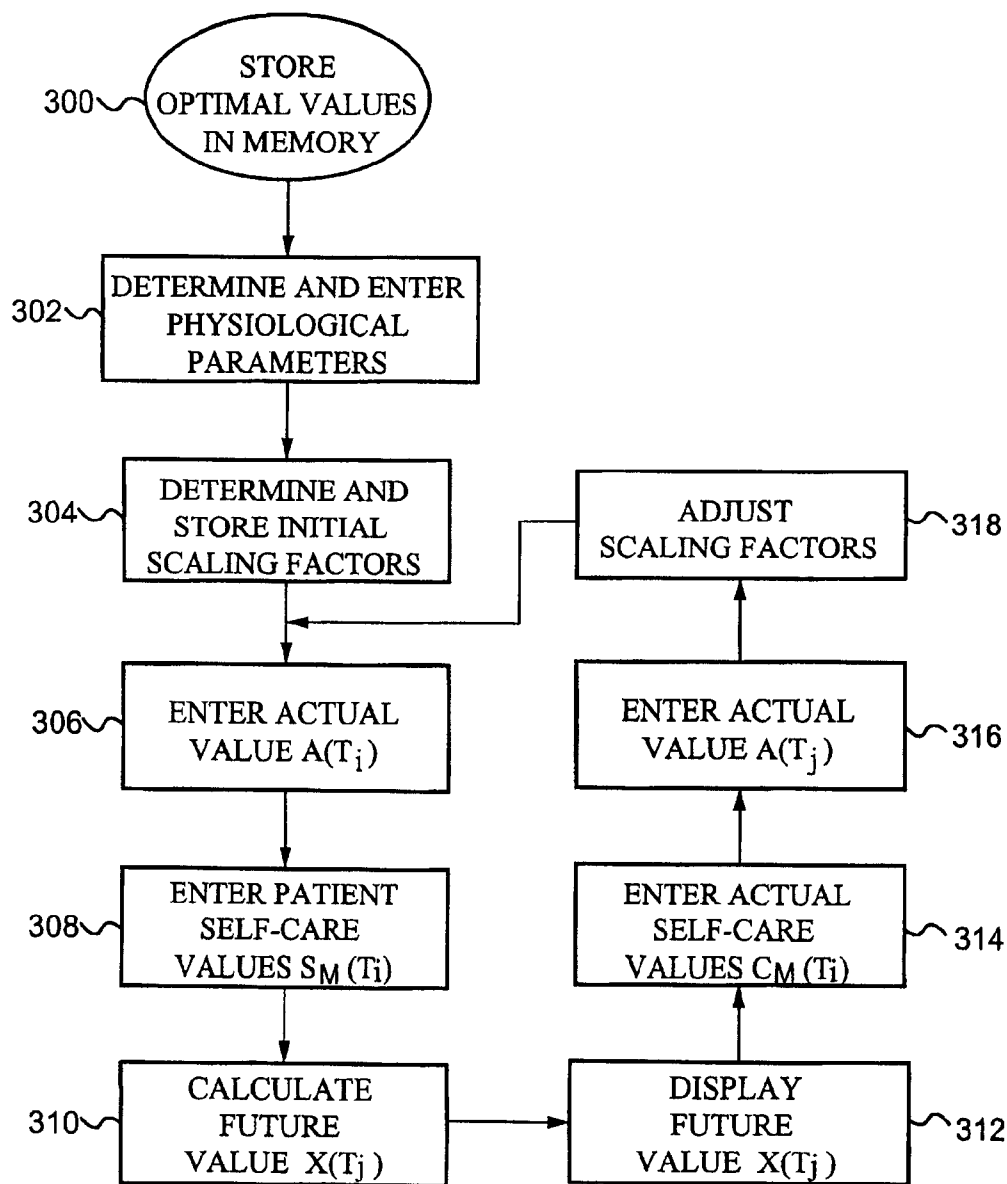 300
STORE
OPTIMAL VALUES
IN MEMORY
302
DETERMINE AND ENTER
PHYSIOLOGICAL
PARAMETERS
304
DETERMINE AND
STORE INITIAL
SCALING FACTORS
306
ENTER ACTUAL
VALUE A(Ti)
308
ENTER PATIENT
SELF-CARE
VALUES SM(Ti)
310
CALCULATE
FUTURE
VALUE X(Tj)
DISPLAY
FUTURE
VALUE X(Tj)
312
ENTER ACTUAL
SELF-CARE
VALUES CM(Ti)
314
ENTER ACTUAL
VALUE A(Tj)
316
ADJUST
SCALING FACTORS
318